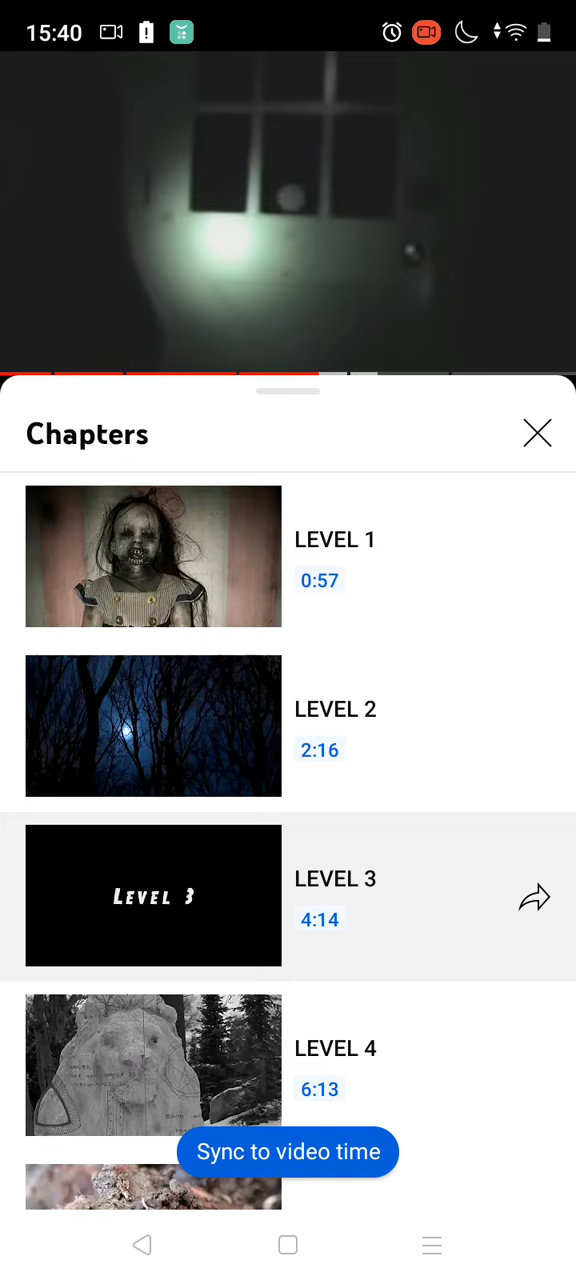 15:40
Chapters
LEVEL 1
0:57
LEVEL 2
2:16
LEVEL 3
LEVEL 3
4:14
LEVEL 4
6:13
Sync to video time